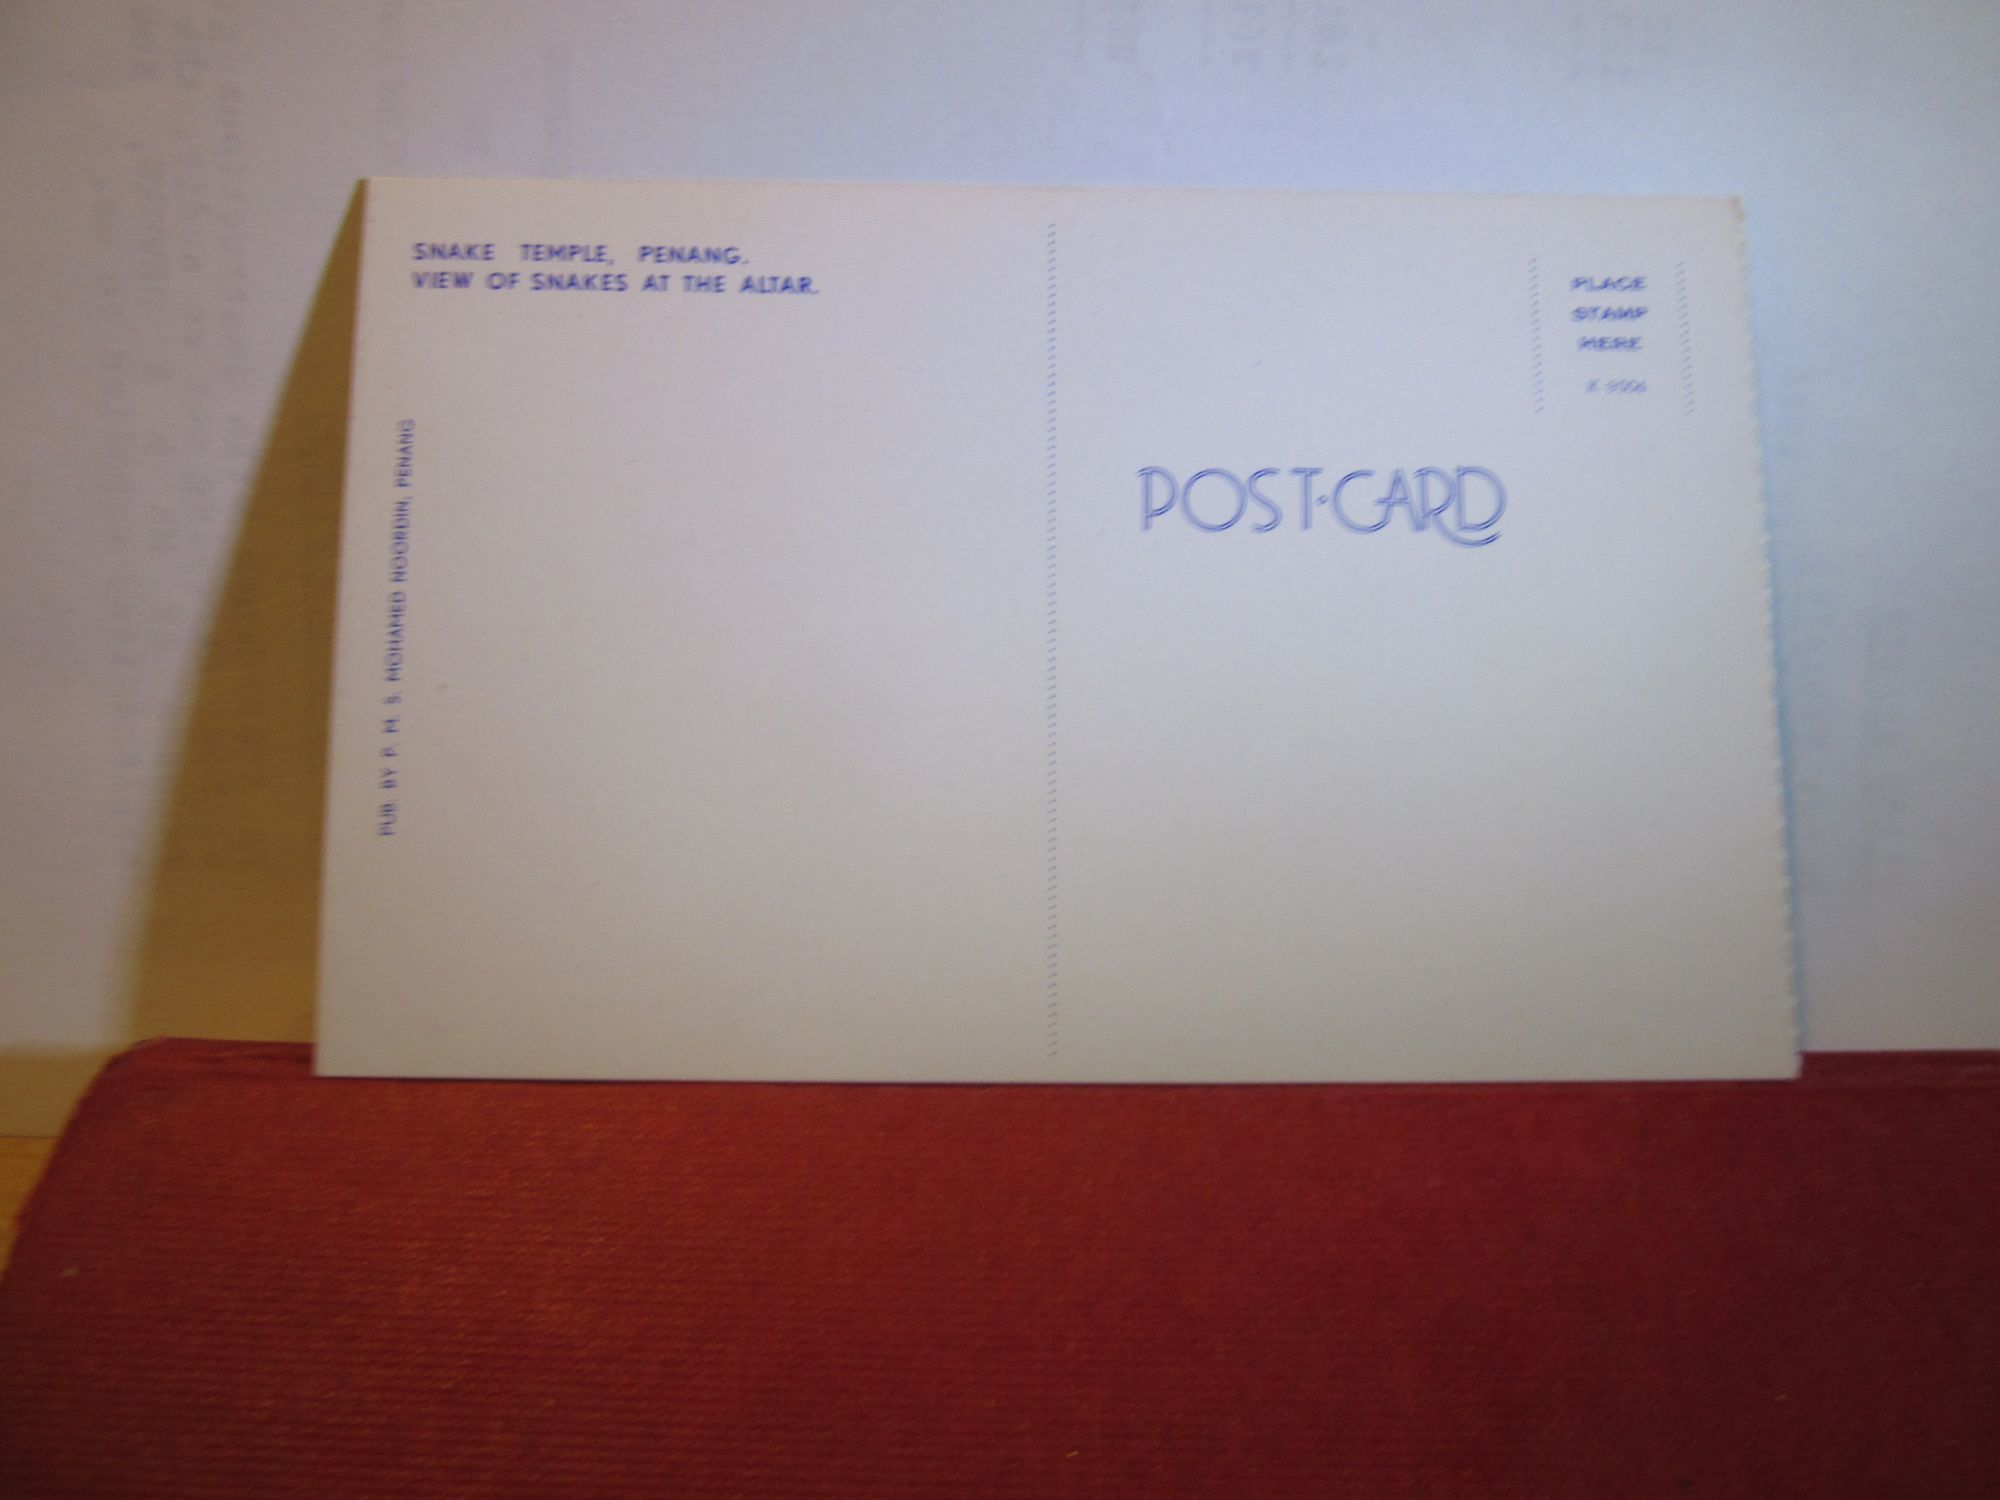 SNAKE TEMPLE, PENANG.
VIEW OF SNAKES AT THE ALTAR.
PUB. BY P. M. S. MOHAMED NOORDIN, PENANG
PLACE
STAMP
HERE
POST·CARD